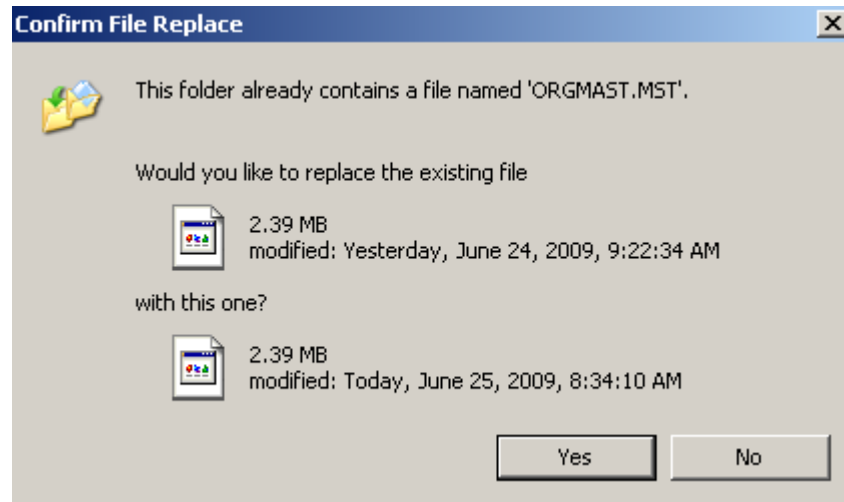 Confirm File Replace
This folder already contains a file named 'ORGMAST.MST'.
Would you like to replace the existing file
2.39 MB
modified: Yesterday, June 24, 2009, 9:22:34 AM
with this one?
2.39 MB
modified: Today, June 25, 2009, 8:34:10 AM
Yes
No